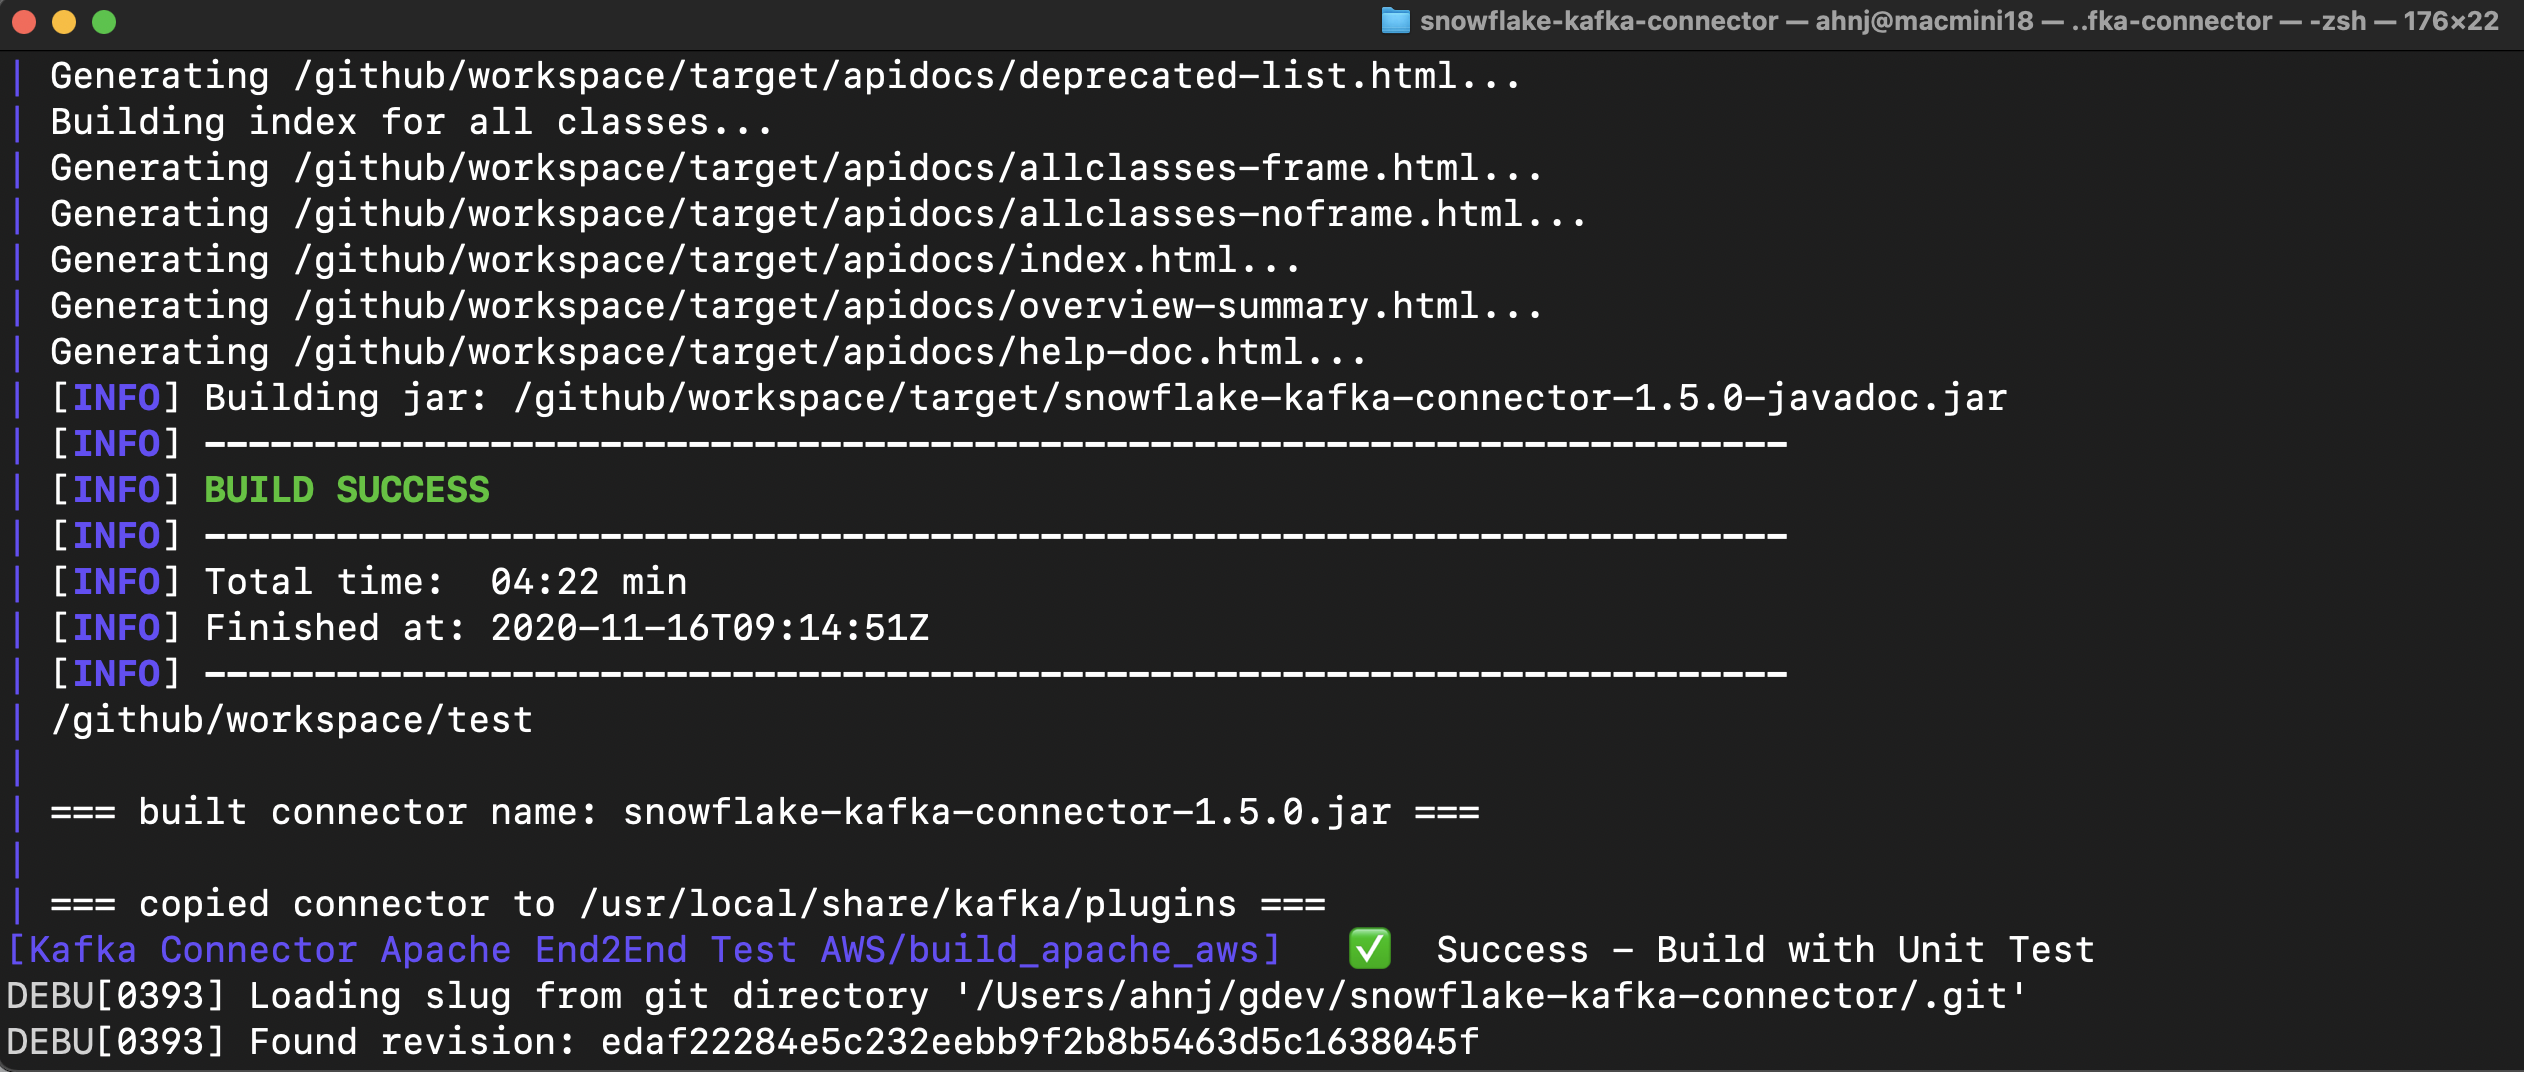 snowflake-kafka-connector — ahnj@macmini18 — ..fka-connector — -zsh — 176×22
| Generating /github/workspace/target/apidocs/deprecated-list.html...
| Building index for all classes...
| Generating /github/workspace/target/apidocs/allclasses-frame.html...
| Generating /github/workspace/target/apidocs/allclasses-noframe.html...
| Generating /github/workspace/target/apidocs/index.html...
| Generating /github/workspace/target/apidocs/overview-summary.html...
| Generating /github/workspace/target/apidocs/help-doc.html...
| [INFO] Building jar: /github/workspace/target/snowflake-kafka-connector-1.5.0-javadoc.jar
| [INFO] ------------------------------------------------------------------------
| [INFO] BUILD SUCCESS
| [INFO] ------------------------------------------------------------------------
| [INFO] Total time:  04:22 min
| [INFO] Finished at: 2020-11-16T09:14:51Z
| [INFO] ------------------------------------------------------------------------
| /github/workspace/test
|
| === built connector name: snowflake-kafka-connector-1.5.0.jar ===
|
| === copied connector to /usr/local/share/kafka/plugins ===
[Kafka Connector Apache End2End Test AWS/build_apache_aws]   ✅  Success - Build with Unit Test
DEBU[0393] Loading slug from git directory '/Users/ahnj/gdev/snowflake-kafka-connector/.git'
DEBU[0393] Found revision: edaf22284e5c232eebb9f2b8b5463d5c1638045f